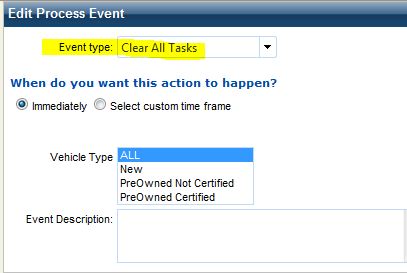 Edit Process Event
Event type: Clear All Tasks
When do you want this action to happen?
Immediately Select custom time frame
Vehicle Type ALL
New
PreOwned Not Certified
PreOwned Certified
Event Description: